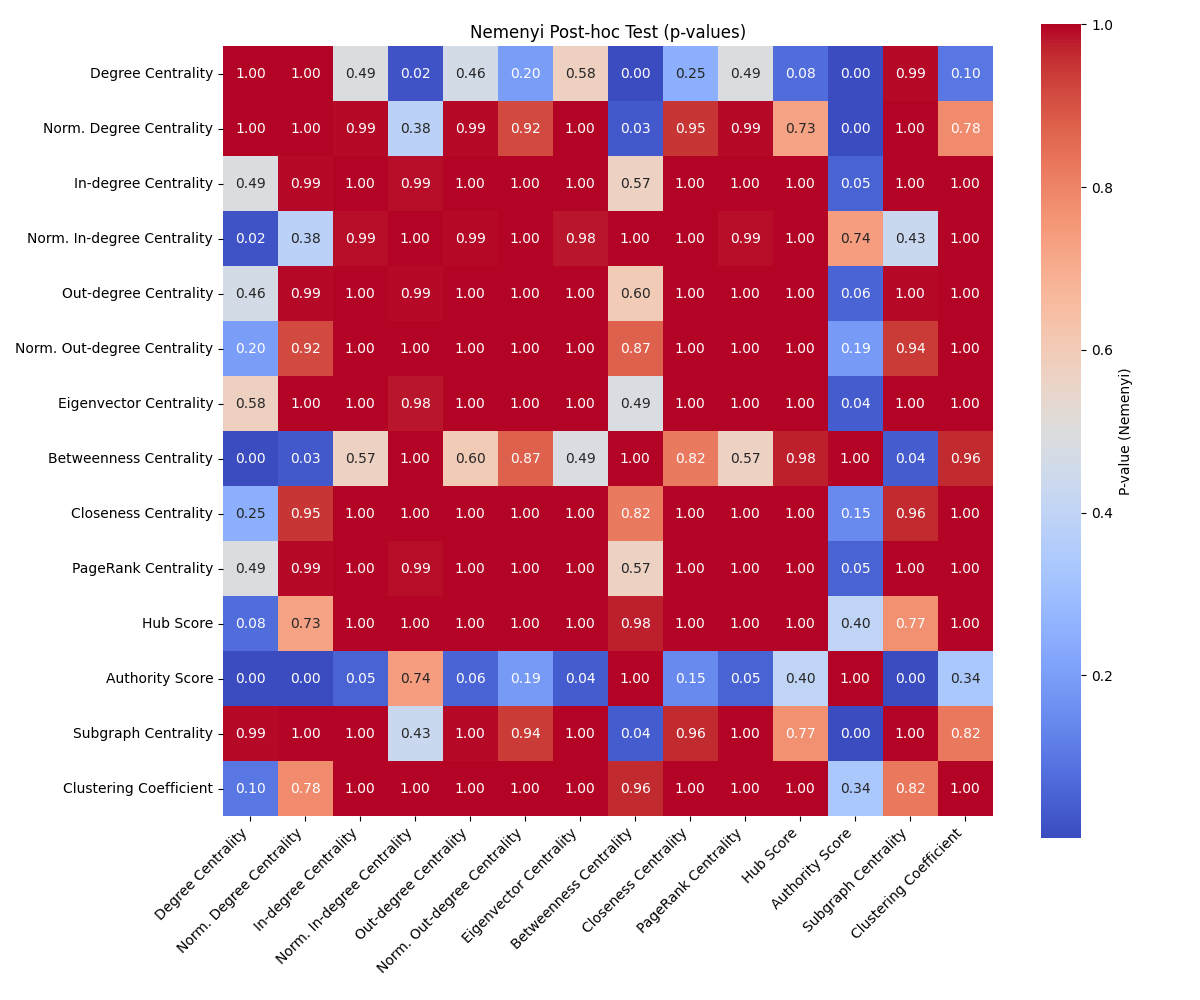 Nemenyi Post-hoc Test (p-values)
Degree Centrality 1.00 1.00 0.49 0.02 0.46 0.20 0.58 0.00 0.25 0.49 0.08 0.00 0.99 0.10
Norm. Degree Centrality 1.00 1.00 0.99 0.38 0.99 0.92 1.00 0.03 0.95 0.99 0.73 0.00 1.00 0.78
In-degree Centrality 0.49 0.99 1.00 0.99 1.00 1.00 1.00 0.57 1.00 1.00 1.00 0.05 1.00 1.00
Norm. In-degree Centrality 0.02 0.38 0.99 1.00 0.99 1.00 0.98 1.00 1.00 0.99 1.00 0.74 0.43 1.00
Out-degree Centrality 0.46 0.99 1.00 0.99 1.00 1.00 1.00 0.60 1.00 1.00 1.00 0.06 1.00 1.00
Norm. Out-degree Centrality 0.20 0.92 1.00 1.00 1.00 1.00 1.00 0.87 1.00 1.00 1.00 0.19 0.94 1.00
Eigenvector Centrality 0.58 1.00 1.00 0.98 1.00 1.00 1.00 0.49 1.00 1.00 1.00 0.04 1.00 1.00
Betweenness Centrality 0.00 0.03 0.57 1.00 0.60 0.87 0.49 1.00 0.82 0.57 0.98 1.00 0.04 0.96
Closeness Centrality 0.25 0.95 1.00 1.00 1.00 1.00 1.00 0.82 1.00 1.00 1.00 0.15 0.96 1.00
PageRank Centrality 0.49 0.99 1.00 0.99 1.00 1.00 1.00 0.57 1.00 1.00 1.00 0.05 1.00 1.00
Hub Score 0.08 0.73 1.00 1.00 1.00 1.00 1.00 0.98 1.00 1.00 1.00 0.40 0.77 1.00
Authority Score 0.00 0.00 0.05 0.74 0.06 0.19 0.04 1.00 0.15 0.05 0.40 1.00 0.00 0.34
Subgraph Centrality 0.99 1.00 1.00 0.43 1.00 0.94 1.00 0.04 0.96 1.00 0.77 0.00 1.00 0.82
Clustering Coefficient 0.10 0.78 1.00 1.00 1.00 1.00 1.00 0.96 1.00 1.00 1.00 0.34 0.82 1.00
Degree Centrality
Norm. Degree Centrality
In-degree Centrality
Norm. In-degree Centrality
Out-degree Centrality
Norm. Out-degree Centrality
Eigenvector Centrality
Betweenness Centrality
Closeness Centrality
PageRank Centrality
Hub Score
Authority Score
Subgraph Centrality
Clustering Coefficient
1.0
0.8
0.6
0.4
0.2
P-value (Nemenyi)